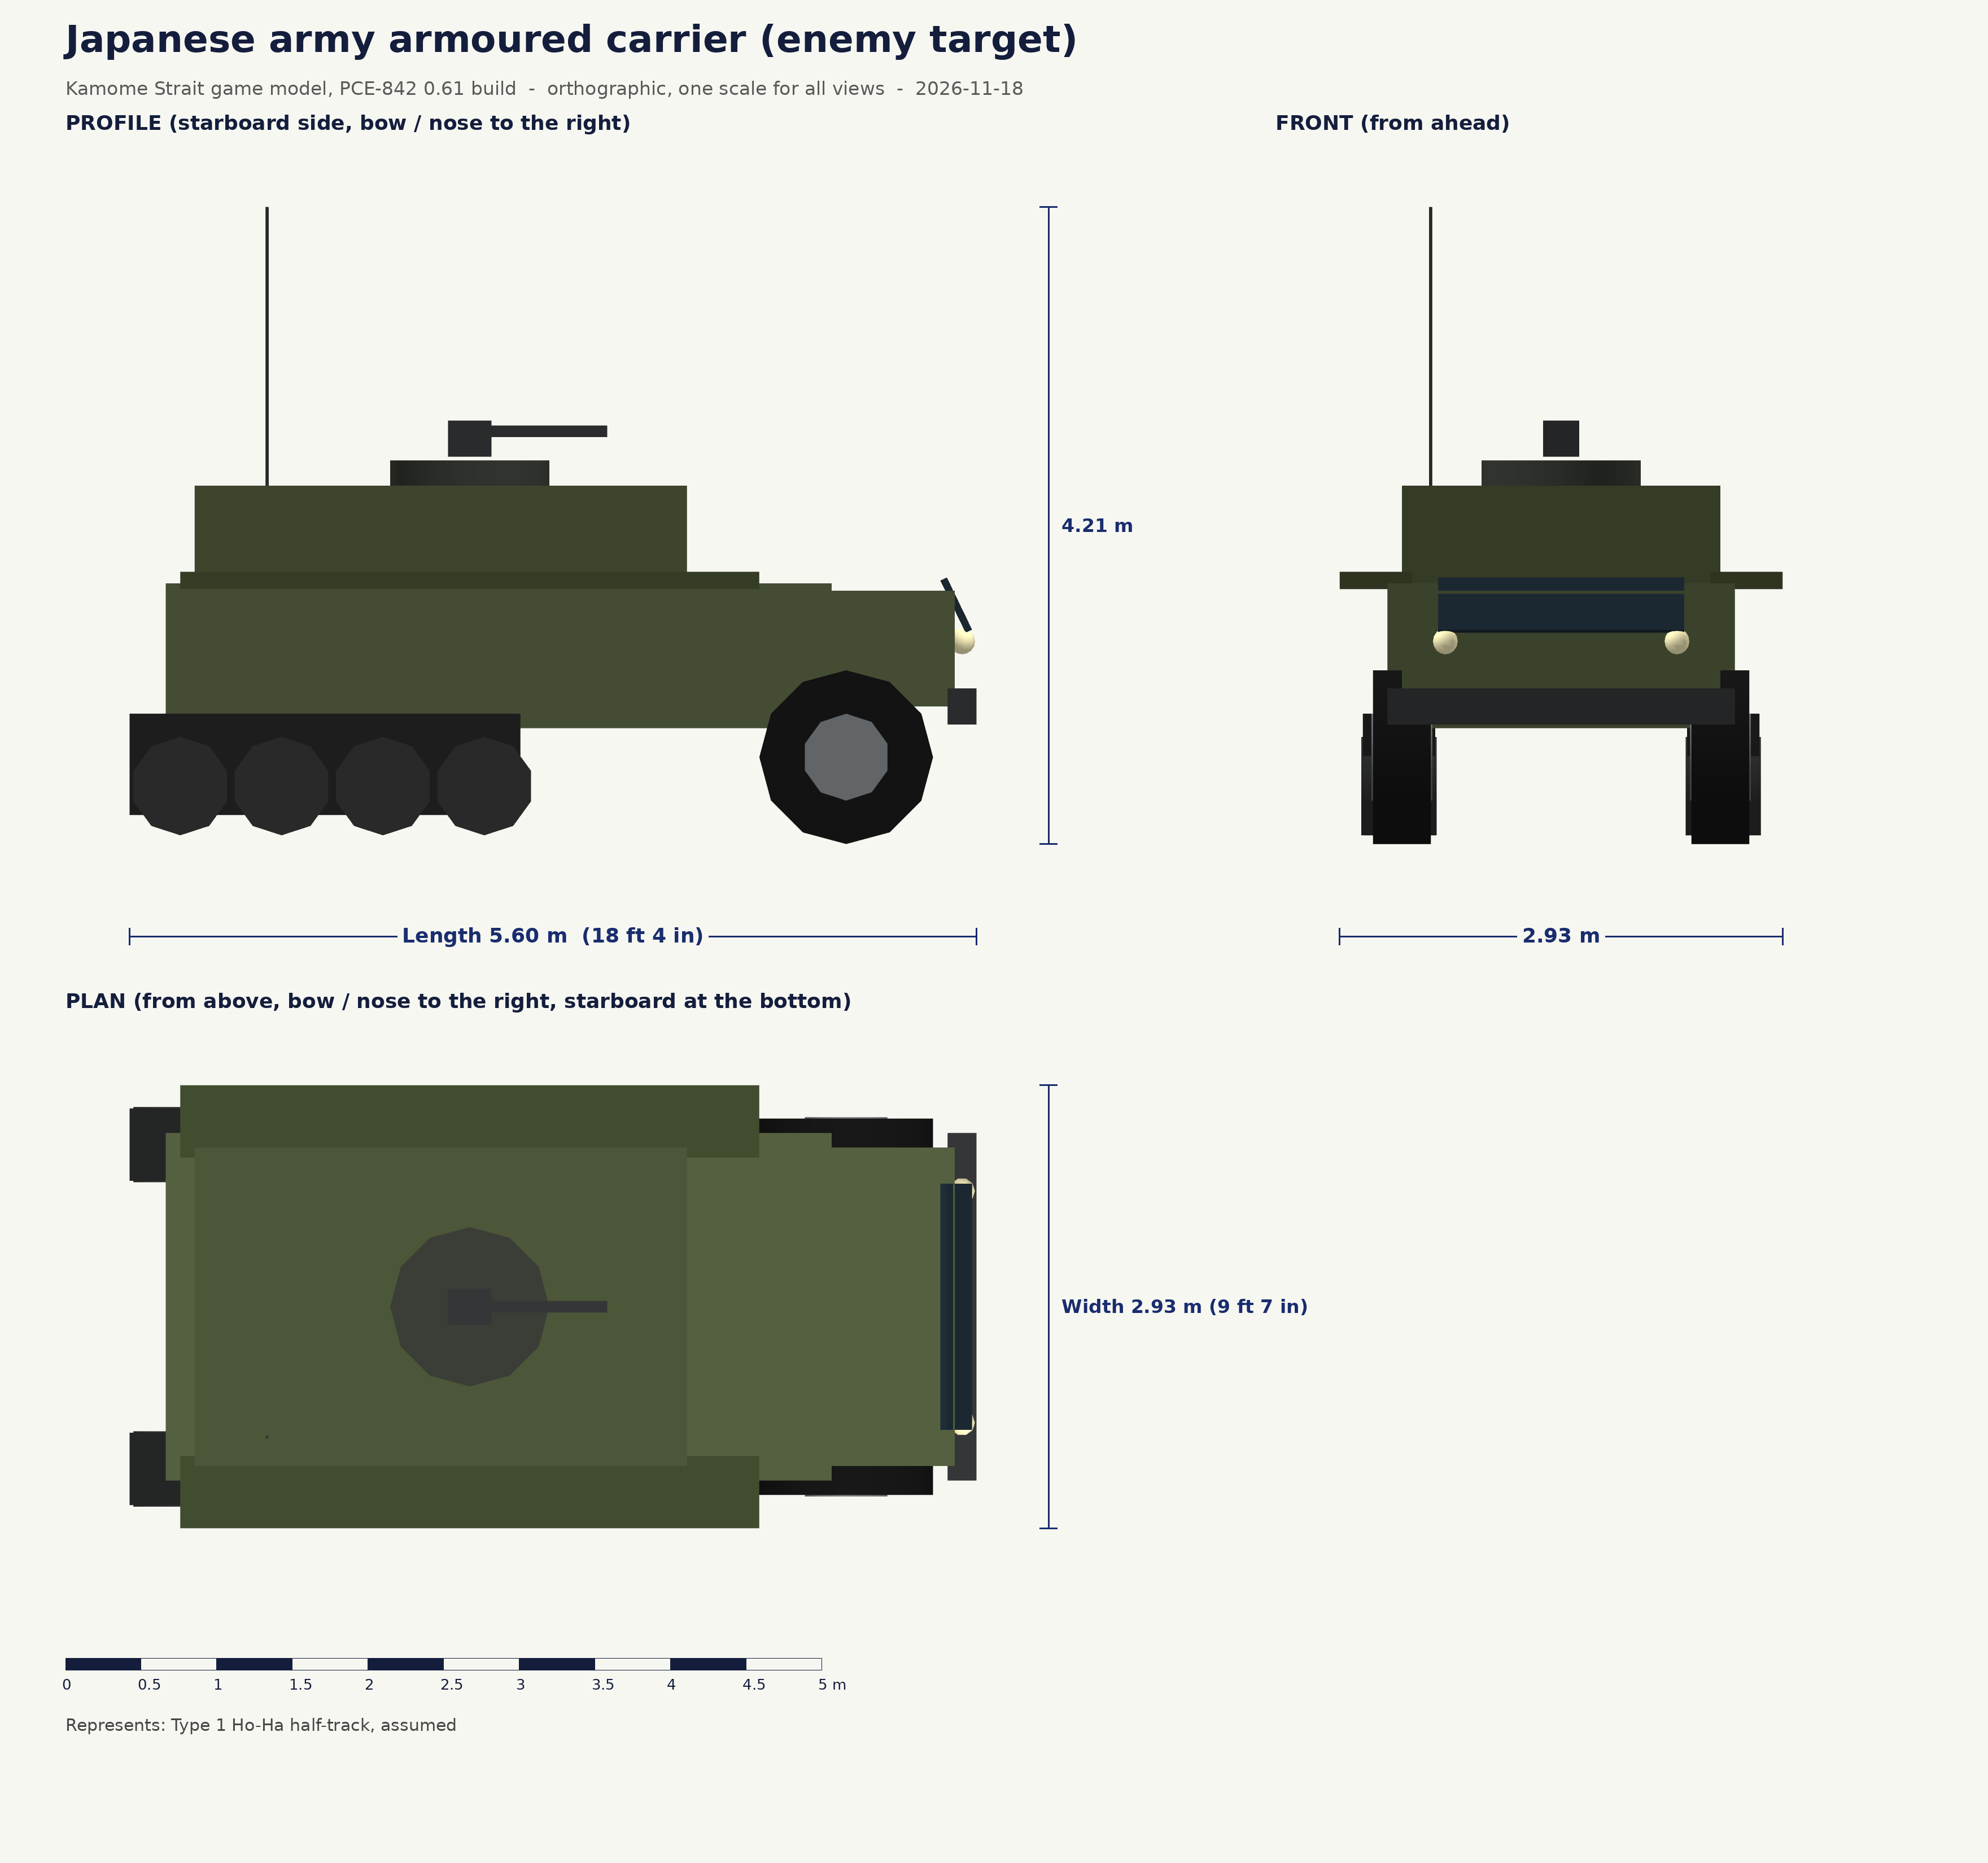 Japanese army armoured carrier (enemy target)
Kamome Strait game model, PCE-842 0.61 build - orthographic, one scale for all views - 2026-11-18
PROFILE (starboard side, bow / nose to the right)
FRONT (from ahead)
4.21 m
Length 5.60 m (18 ft 4 in)
2.93 m
PLAN (from above, bow / nose to the right, starboard at the bottom)
Width 2.93 m (9 ft 7 in)
0 0.5 1 1.5 2 2.5 3 3.5 4 4.5 5 m
Represents: Type 1 Ho-Ha half-track, assumed